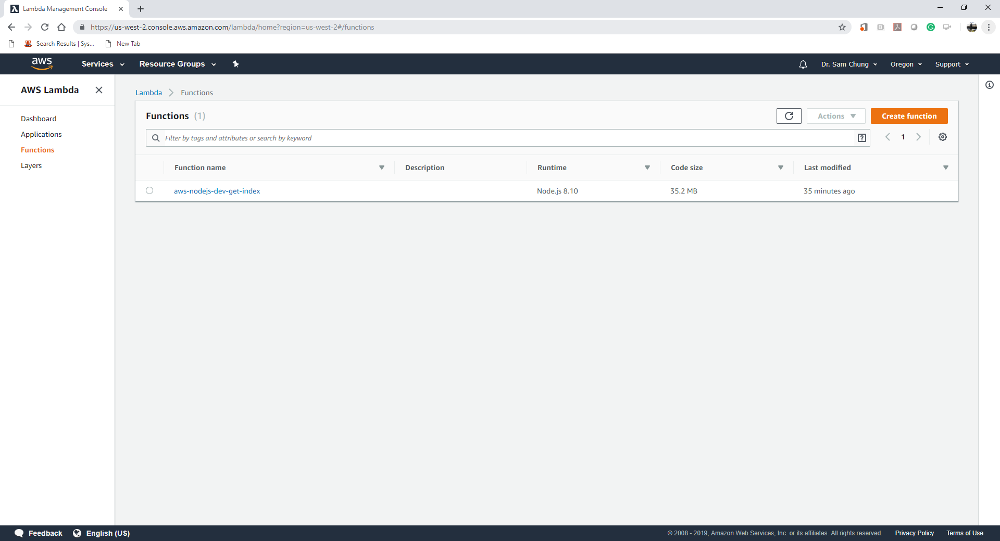 Lambda Management Console
https://us-west-2.console.aws.amazon.com/lambda/home?region=us-west-2#/functions
Search Results | Sys...
New Tab
aws
Services
Resource Groups
Dr. Sam Chung
Oregon
Support
AWS Lambda
Dashboard
Applications
Functions
Layers
Lambda
Functions
Functions (1)
Actions
Create function
Filter by tags and attributes or search by keyword
1
Function name
Description
Runtime
Code size
Last modified
aws-nodejs-dev-get-index
Node.js 8.10
35.2 MB
35 minutes ago
Feedback
English (US)
© 2008 - 2019, Amazon Web Services, Inc. or its affiliates. All rights reserved.
Privacy Policy
Terms of Use